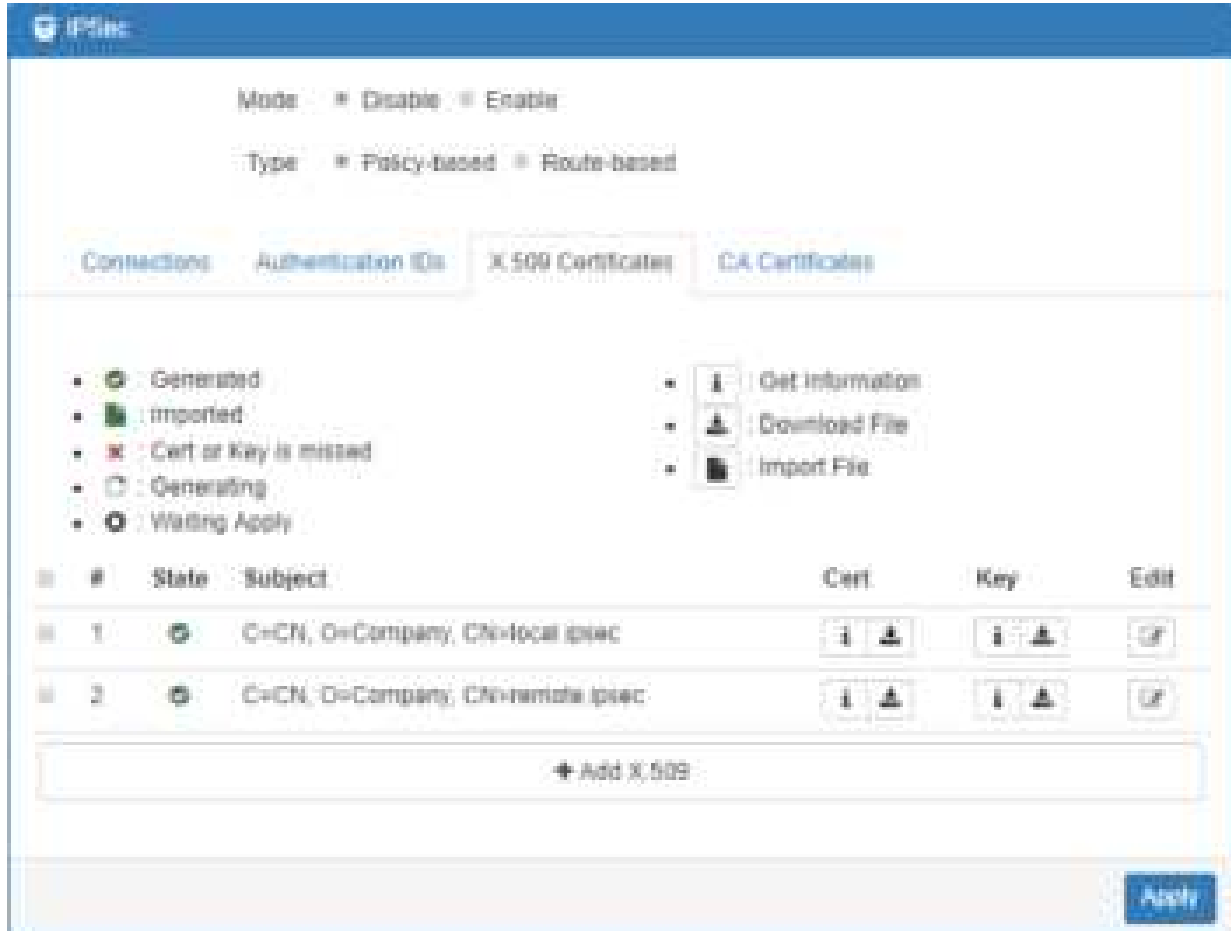 IPSec
Mode Disable Enable
Type Policy-based Route-based
Connections Authentication IDs X.509 Certificates CA Certificates
: Generated
: Imported
: Cert or Key is missed
: Generating
: Waiting Apply
: Get Information
: Download File
: Import File
# State Subject Cert Key Edit
1 C=CN, O=Company, CN=local.ipsec
2 C=CN, O=Company, CN=remote.ipsec
+ Add X.509
Apply